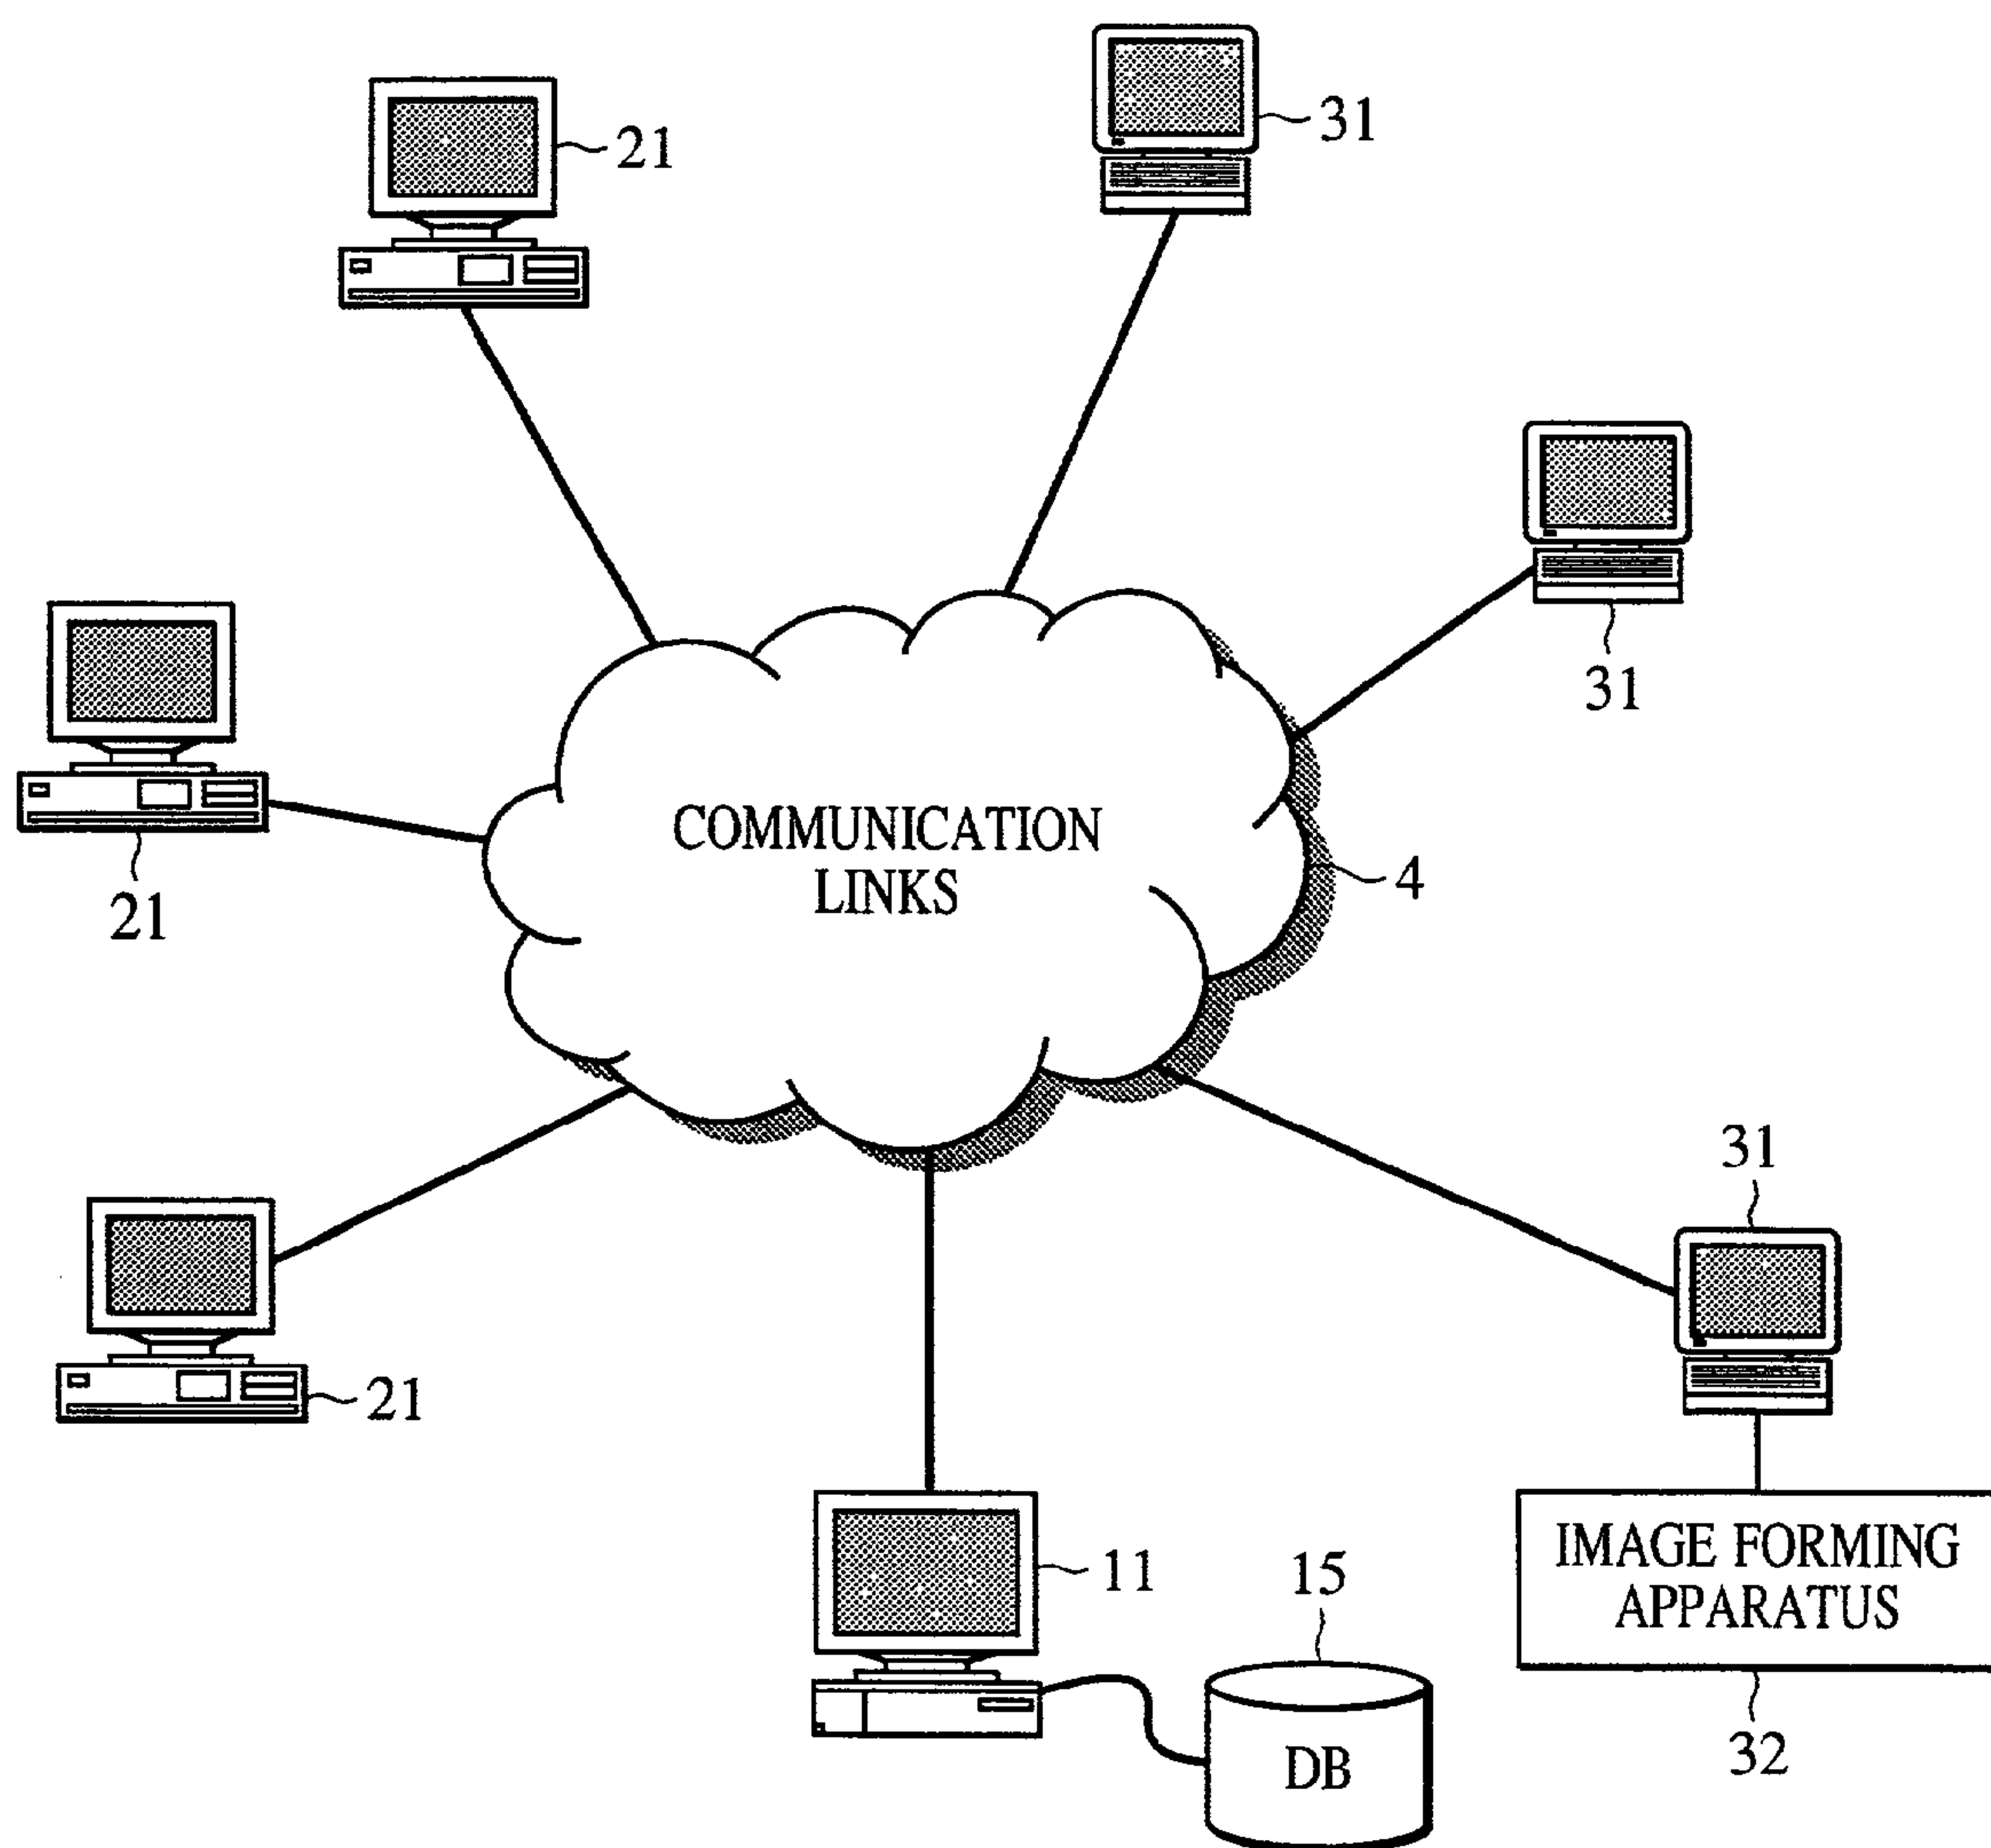 31
21
31
COMMUNICATION
LINKS
4
21
31
21
11
15
IMAGE FORMING
APPARATUS
DB
32